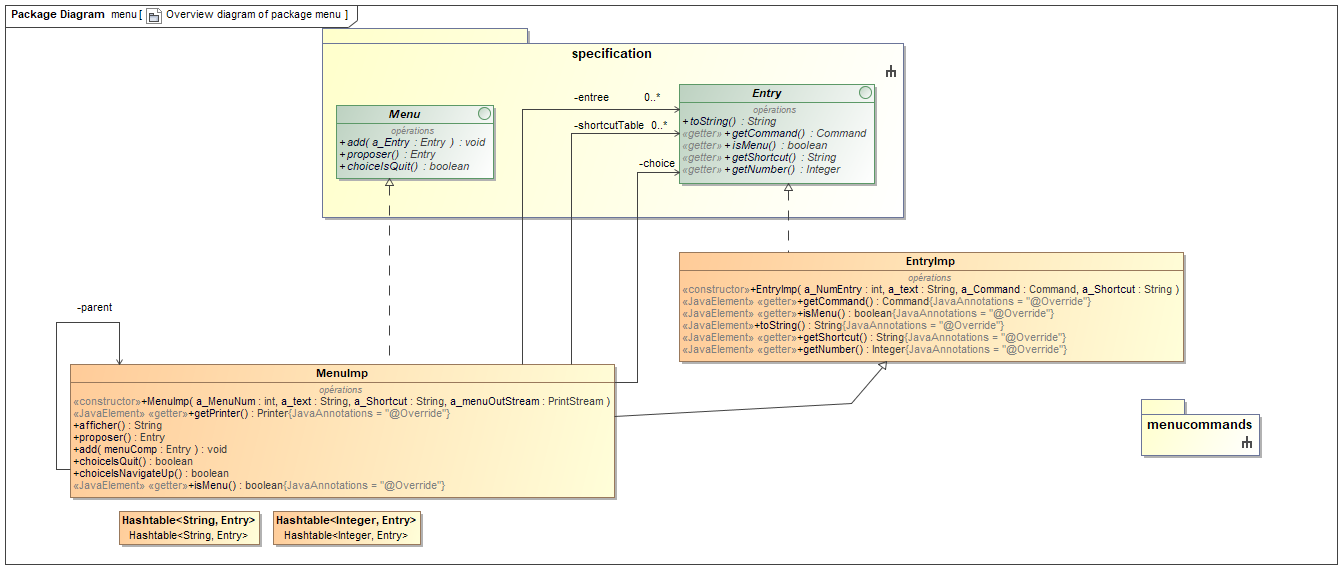 Package Diagram menu [ Overview diagram of package menu ]
specification
Menu
opérations
+add( a_Entry : Entry ) : void
+proposer() : Entry
+choiceIsQuit() : boolean
-entree 0..*
-shortcutTable 0..*
-choice
Entry
opérations
+toString() : String
«getter» +getCommand() : Command
«getter» +isMenu() : boolean
«getter» +getShortcut() : String
«getter» +getNumber() : Integer
EntryImp
opérations
«constructor»+EntryImp( a_NumEntry : int, a_text : String, a_Command : Command, a_Shortcut : String )
«JavaElement» «getter»+getCommand() : Command{JavaAnnotations = "@Override"}
«JavaElement» «getter»+isMenu() : boolean{JavaAnnotations = "@Override"}
«JavaElement»+toString() : String{JavaAnnotations = "@Override"}
«JavaElement» «getter»+getShortcut() : String{JavaAnnotations = "@Override"}
«JavaElement» «getter»+getNumber() : Integer{JavaAnnotations = "@Override"}
-parent
MenuImp
opérations
«constructor»+MenuImp( a_MenuNum : int, a_text : String, a_Shortcut : String, a_menuOutStream : PrintStream )
«JavaElement» «getter»+getPrinter() : Printer{JavaAnnotations = "@Override"}
+afficher() : String
+proposer() : Entry
+add( menuComp : Entry ) : void
+choiceIsQuit() : boolean
+choiceIsNavigateUp() : boolean
«JavaElement» «getter»+isMenu() : boolean{JavaAnnotations = "@Override"}
menucommands
Hashtable<String, Entry>
Hashtable<String, Entry>
Hashtable<Integer, Entry>
Hashtable<Integer, Entry>